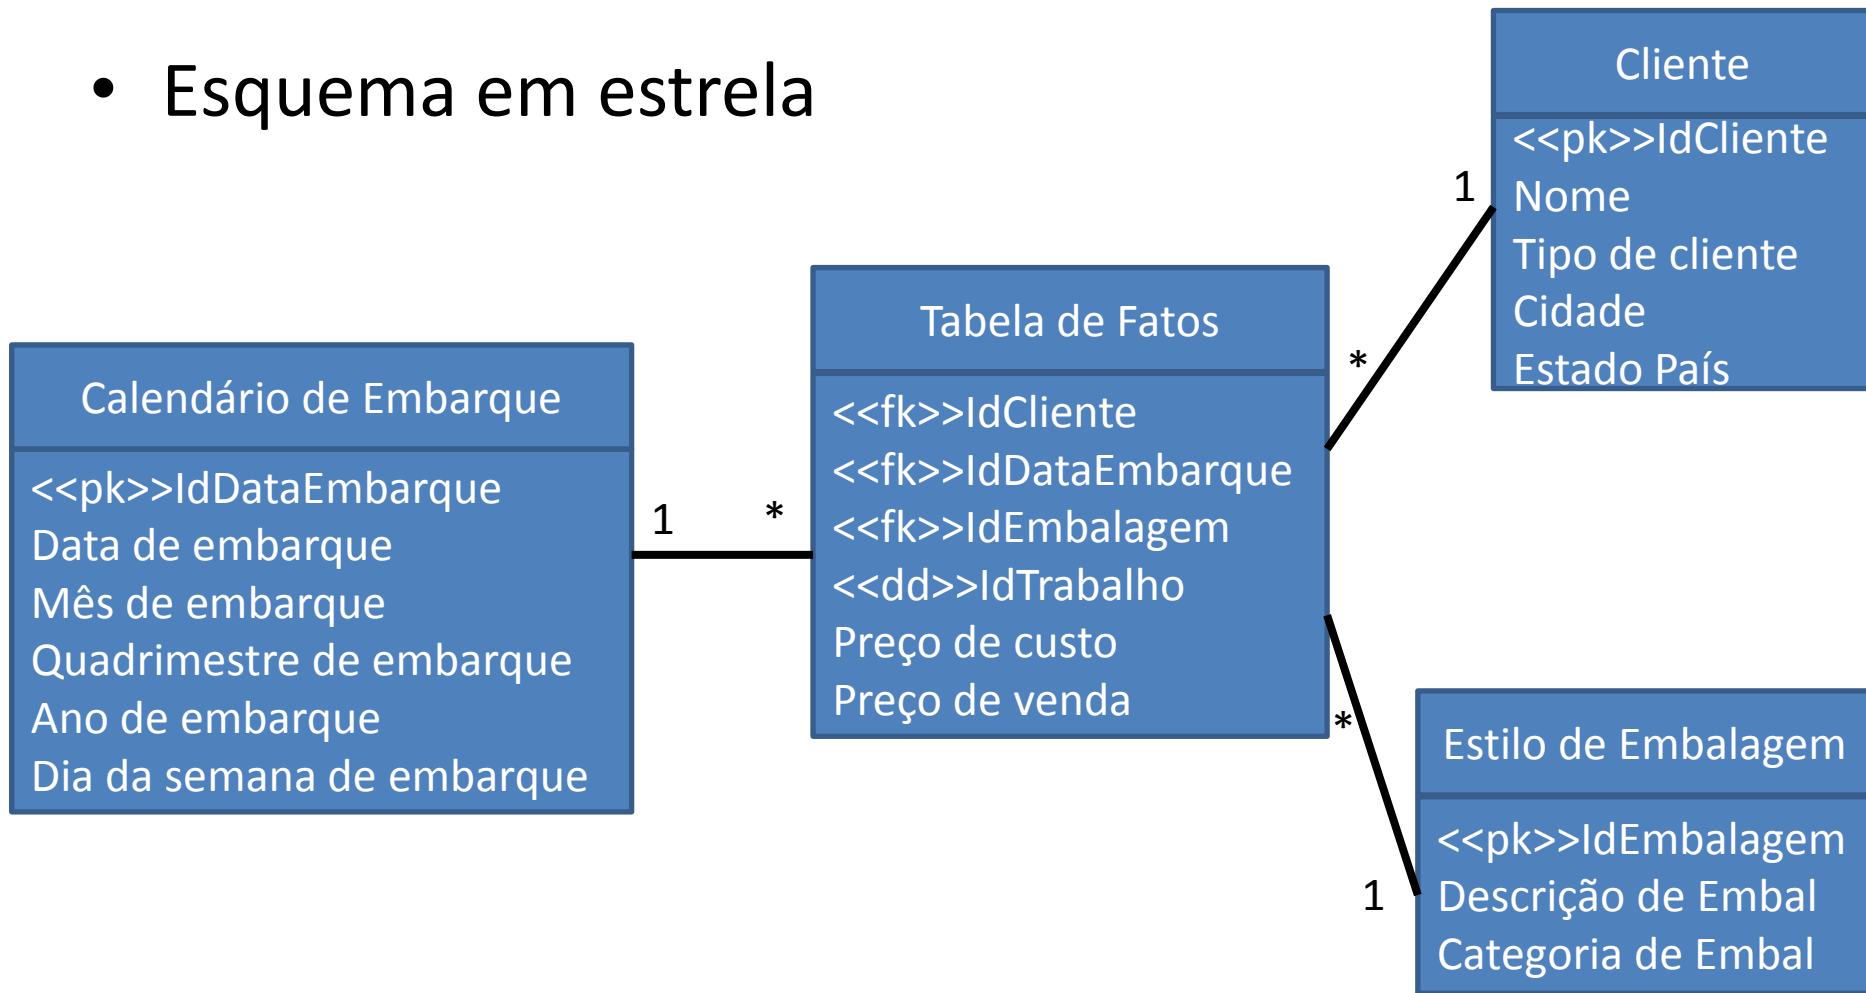 • Esquema em estrela
Cliente
<<pk>>IdCliente
Nome
Tipo de cliente
Cidade
Estado País
1
*
Tabela de Fatos
<<fk>>IdCliente
<<fk>>IdDataEmbarque
<<fk>>IdEmbalagem
<<dd>>IdTrabalho
Preço de custo
Preço de venda
Calendário de Embarque
<<pk>>IdDataEmbarque
Data de embarque
Mês de embarque
Quadrimestre de embarque
Ano de embarque
Dia da semana de embarque
1 *
*
1
Estilo de Embalagem
<<pk>>IdEmbalagem
Descrição de Embal
Categoria de Embal